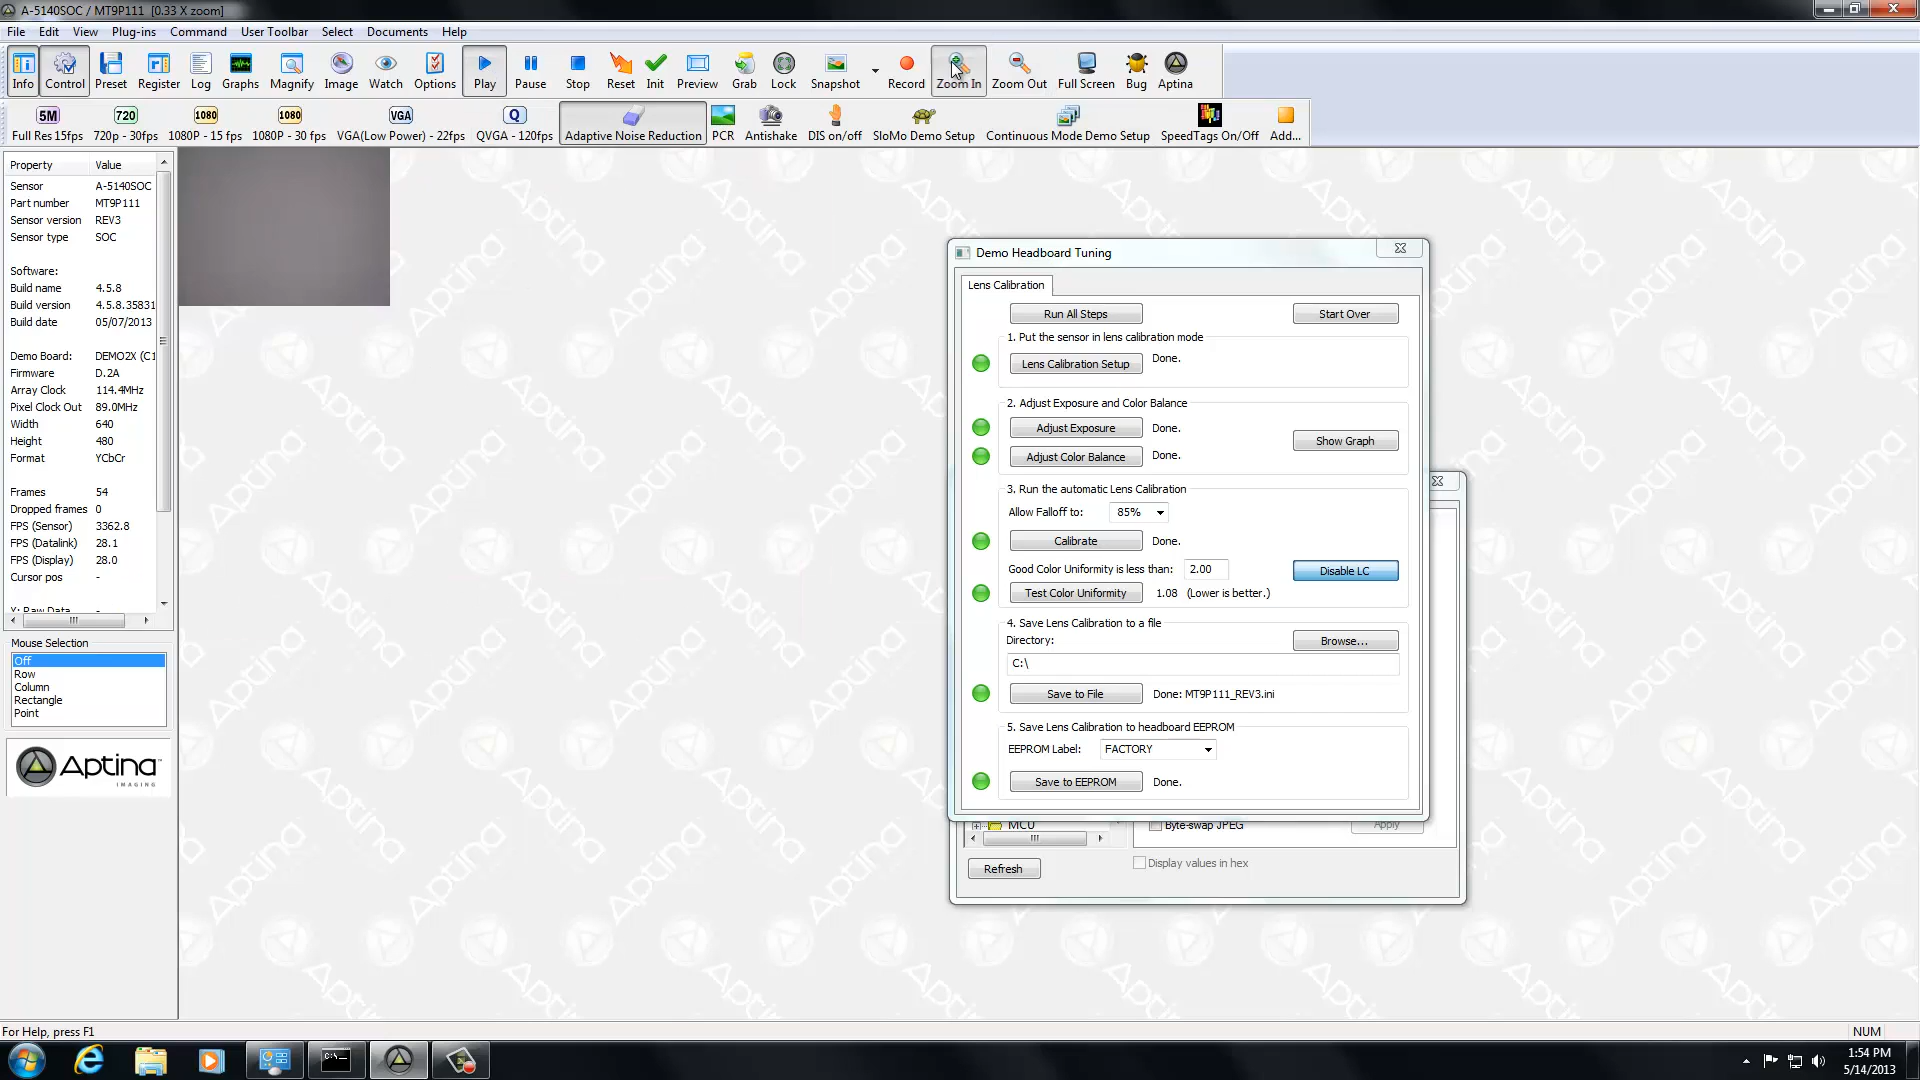 A-5140SOC / MT9P111   [0.33 X zoom]
File Edit View Plug-ins Command User Toolbar Select Documents Help
Info Control Preset Register Log Graphs Magnify Image Watch Options Play Pause Stop Reset Init Preview Grab Lock Snapshot Record Zoom In Zoom Out Full Screen Bug Aptina
5M 720 1080 1080 VGA Q
Full Res 15fps 720p - 30fps 1080P - 15 fps 1080P - 30 fps VGA(Low Power) - 22fps QVGA - 120fps Adaptive Noise Reduction PCR Antishake DIS on/off SloMo Demo Setup Continuous Mode Demo Setup SpeedTags On/Off Add...
Property Value
Sensor A-5140SOC
Part number MT9P111
Sensor version REV3
Sensor type SOC
Software:
Build name 4.5.8
Build version 4.5.8.35831
Build date 05/07/2013
Demo Board: DEMO2X (C1
Firmware D.2A
Array Clock 114.4MHz
Pixel Clock Out 89.0MHz
Width 640
Height 480
Format YCbCr
Frames 54
Dropped frames 0
FPS (Sensor) 3362.8
FPS (Datalink) 28.1
FPS (Display) 28.0
Cursor pos -
Y: Raw Data -
Mouse Selection
Off
Row
Column
Rectangle
Point
Aptina
IMAGING
Demo Headboard Tuning
Lens Calibration
Run All Steps Start Over
1. Put the sensor in lens calibration mode
Lens Calibration Setup Done.
2. Adjust Exposure and Color Balance
Adjust Exposure Done.
Show Graph
Adjust Color Balance Done.
3. Run the automatic Lens Calibration
Allow Falloff to: 85%
Calibrate Done.
Good Color Uniformity is less than: 2.00 Disable LC
Test Color Uniformity 1.08 (Lower is better.)
4. Save Lens Calibration to a file
Directory: Browse...
C:\
Save to File Done: MT9P111_REV3.ini
5. Save Lens Calibration to headboard EEPROM
EEPROM Label: FACTORY
Save to EEPROM Done.
MCU Byte-swap JPEG Apply
Display values in hex
Refresh
For Help, press F1 NUM
1:54 PM
5/14/2013